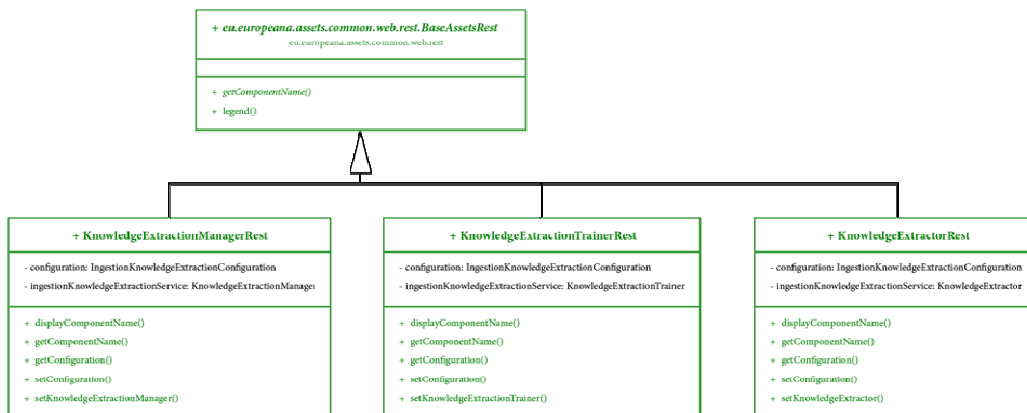 + eu.europeana.assets.common.web.rest.BaseAssetsRest
eu.europeana.assets.common.web.rest
+ getComponentName()
+ legend()
+ KnowledgeExtractionManagerRest
- configuration: IngestionKnowledgeExtractionConfiguration
- ingestionKnowledgeExtractionService: KnowledgeExtractionManager
+ displayComponentName()
+ getComponentName()
+ getConfiguration()
+ setConfiguration()
+ setKnowledgeExtractionManager()
+ KnowledgeExtractionTrainerRest
- configuration: IngestionKnowledgeExtractionConfiguration
- ingestionKnowledgeExtractionService: KnowledgeExtractionTrainer
+ displayComponentName()
+ getComponentName()
+ getConfiguration()
+ setConfiguration()
+ setKnowledgeExtractionTrainer()
+ KnowledgeExtractorRest
- configuration: IngestionKnowledgeExtractionConfiguration
- ingestionKnowledgeExtractionService: KnowledgeExtractor
+ displayComponentName()
+ getComponentName()
+ getConfiguration()
+ setConfiguration()
+ setKnowledgeExtractor()